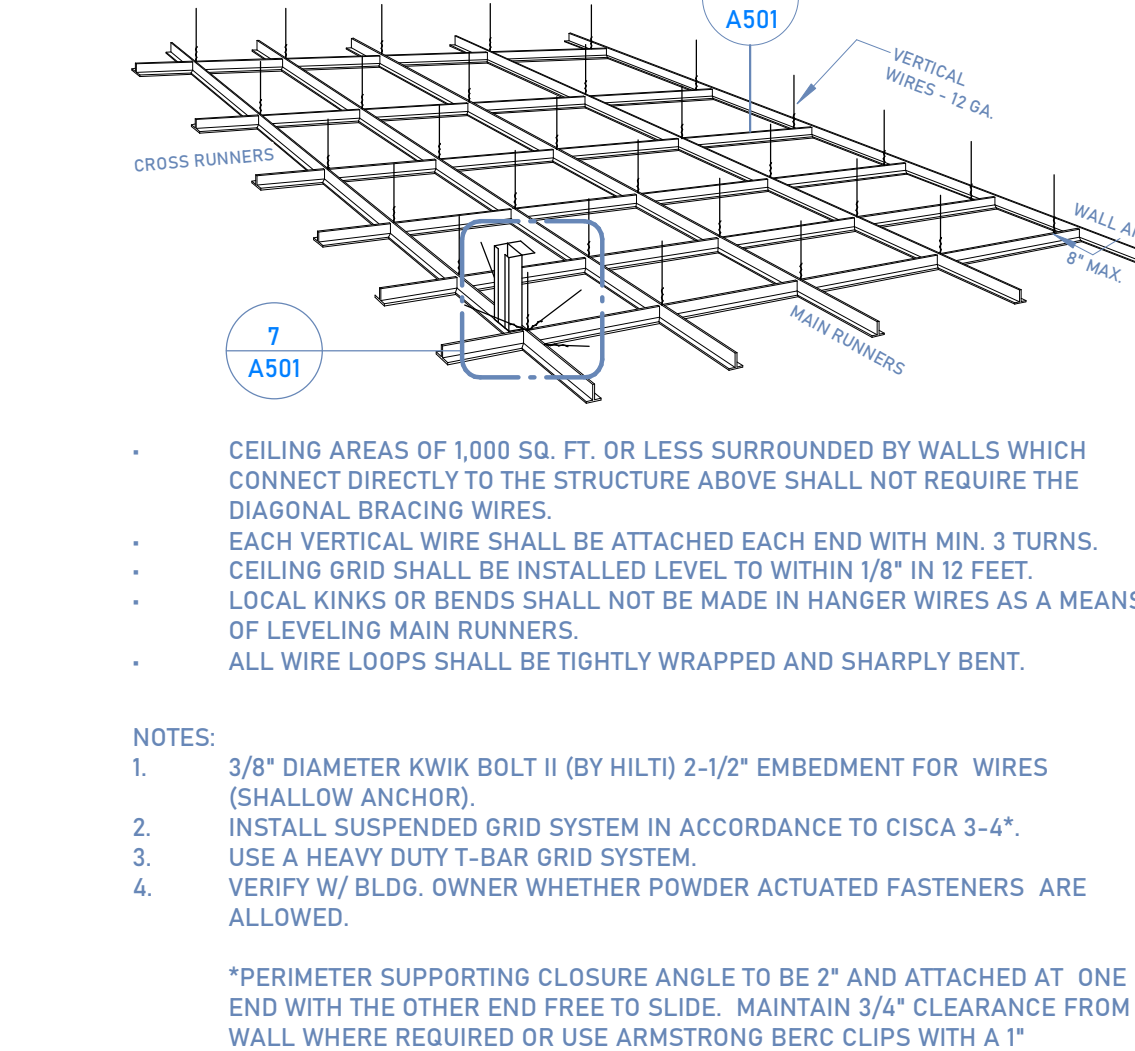 A501
VERTICAL
WIRES - 12 GA.
CROSS RUNNERS
WALL
8" MAX.
MAIN RUNNERS
7
A501
▪ CEILING AREAS OF 1,000 SQ. FT. OR LESS SURROUNDED BY WALLS WHICH
CONNECT DIRECTLY TO THE STRUCTURE ABOVE SHALL NOT REQUIRE THE
DIAGONAL BRACING WIRES.
▪ EACH VERTICAL WIRE SHALL BE ATTACHED EACH END WITH MIN. 3 TURNS.
▪ CEILING GRID SHALL BE INSTALLED LEVEL TO WITHIN 1/8" IN 12 FEET.
▪ LOCAL KINKS OR BENDS SHALL NOT BE MADE IN HANGER WIRES AS A MEANS
OF LEVELING MAIN RUNNERS.
▪ ALL WIRE LOOPS SHALL BE TIGHTLY WRAPPED AND SHARPLY BENT.
NOTES:
1. 3/8" DIAMETER KWIK BOLT II (BY HILTI) 2-1/2" EMBEDMENT FOR WIRES
(SHALLOW ANCHOR).
2. INSTALL SUSPENDED GRID SYSTEM IN ACCORDANCE TO CISCA 3-4*.
3. USE A HEAVY DUTY T-BAR GRID SYSTEM.
4. VERIFY W/ BLDG. OWNER WHETHER POWDER ACTUATED FASTENERS ARE
ALLOWED.
*PERIMETER SUPPORTING CLOSURE ANGLE TO BE 2" AND ATTACHED AT ONE
END WITH THE OTHER END FREE TO SLIDE. MAINTAIN 3/4" CLEARANCE FROM
WALL WHERE REQUIRED OR USE ARMSTRONG BERC CLIPS WITH A 1"